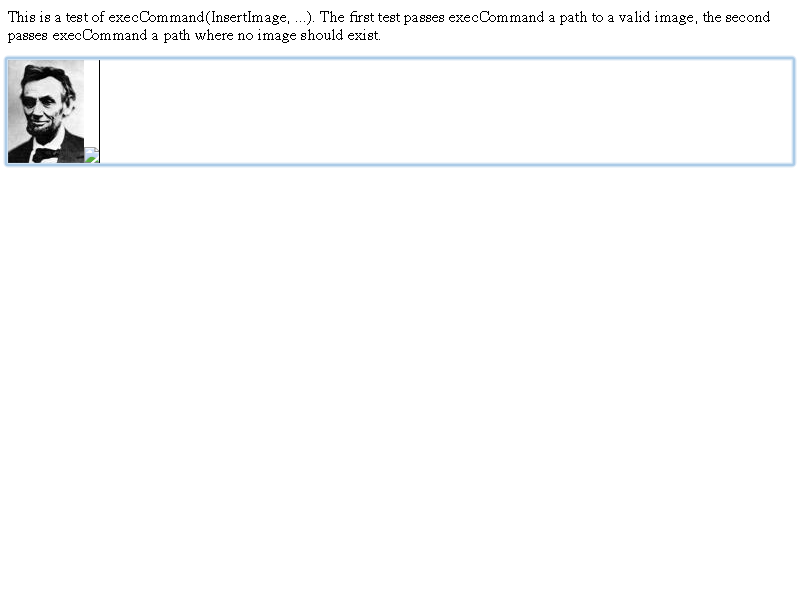 This is a test of execCommand(InsertImage, ...). The first test passes execCommand a path to a valid image, the second
passes execCommand a path where no image should exist.